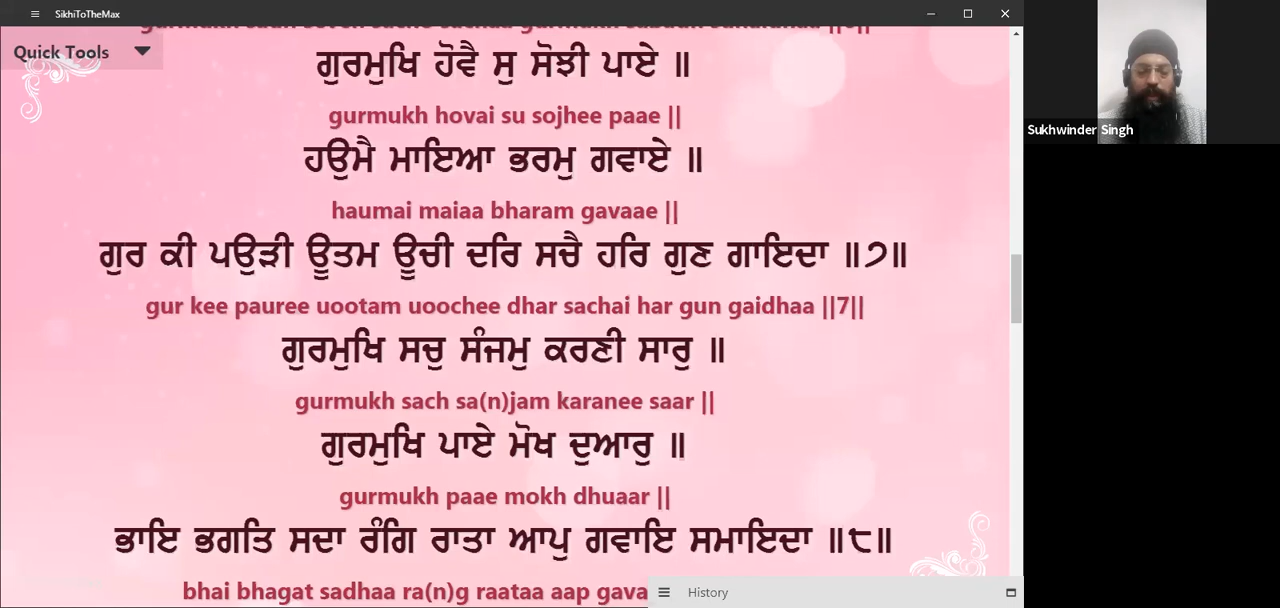 SikhiToTheMax
Quick Tools
ਗੁਰਮੁਖਿ ਹੋਵੈ ਸੁ ਸੋਝੀ ਪਾਏ ॥
gurmukh hovai su sojhee paae ||
ਹਉਮੈ ਮਾਇਆ ਭਰਮੁ ਗਵਾਏ ॥
haumai maiaa bharam gavaae ||
ਗੁਰ ਕੀ ਪਉੜੀ ਊਤਮ ਊਚੀ ਦਰਿ ਸਚੈ ਹਰਿ ਗੁਣ ਗਾਇਦਾ ॥੭॥
gur kee pauree uootam uoochee dhar sachai har gun gaidhaa ||7||
ਗੁਰਮੁਖਿ ਸਚੁ ਸੰਜਮੁ ਕਰਣੀ ਸਾਰੁ ॥
gurmukh sach sa(n)jam karanee saar ||
ਗੁਰਮੁਖਿ ਪਾਏ ਮੋਖ ਦੁਆਰੁ ॥
gurmukh paae mokh dhuaar ||
ਭਾਇ ਭਗਤਿ ਸਦਾ ਰੰਗਿ ਰਾਤਾ ਆਪੁ ਗਵਾਇ ਸਮਾਇਦਾ ॥੮॥
bhai bhagat sadhaa ra(n)g raataa aap gava
History
Sukhwinder Singh